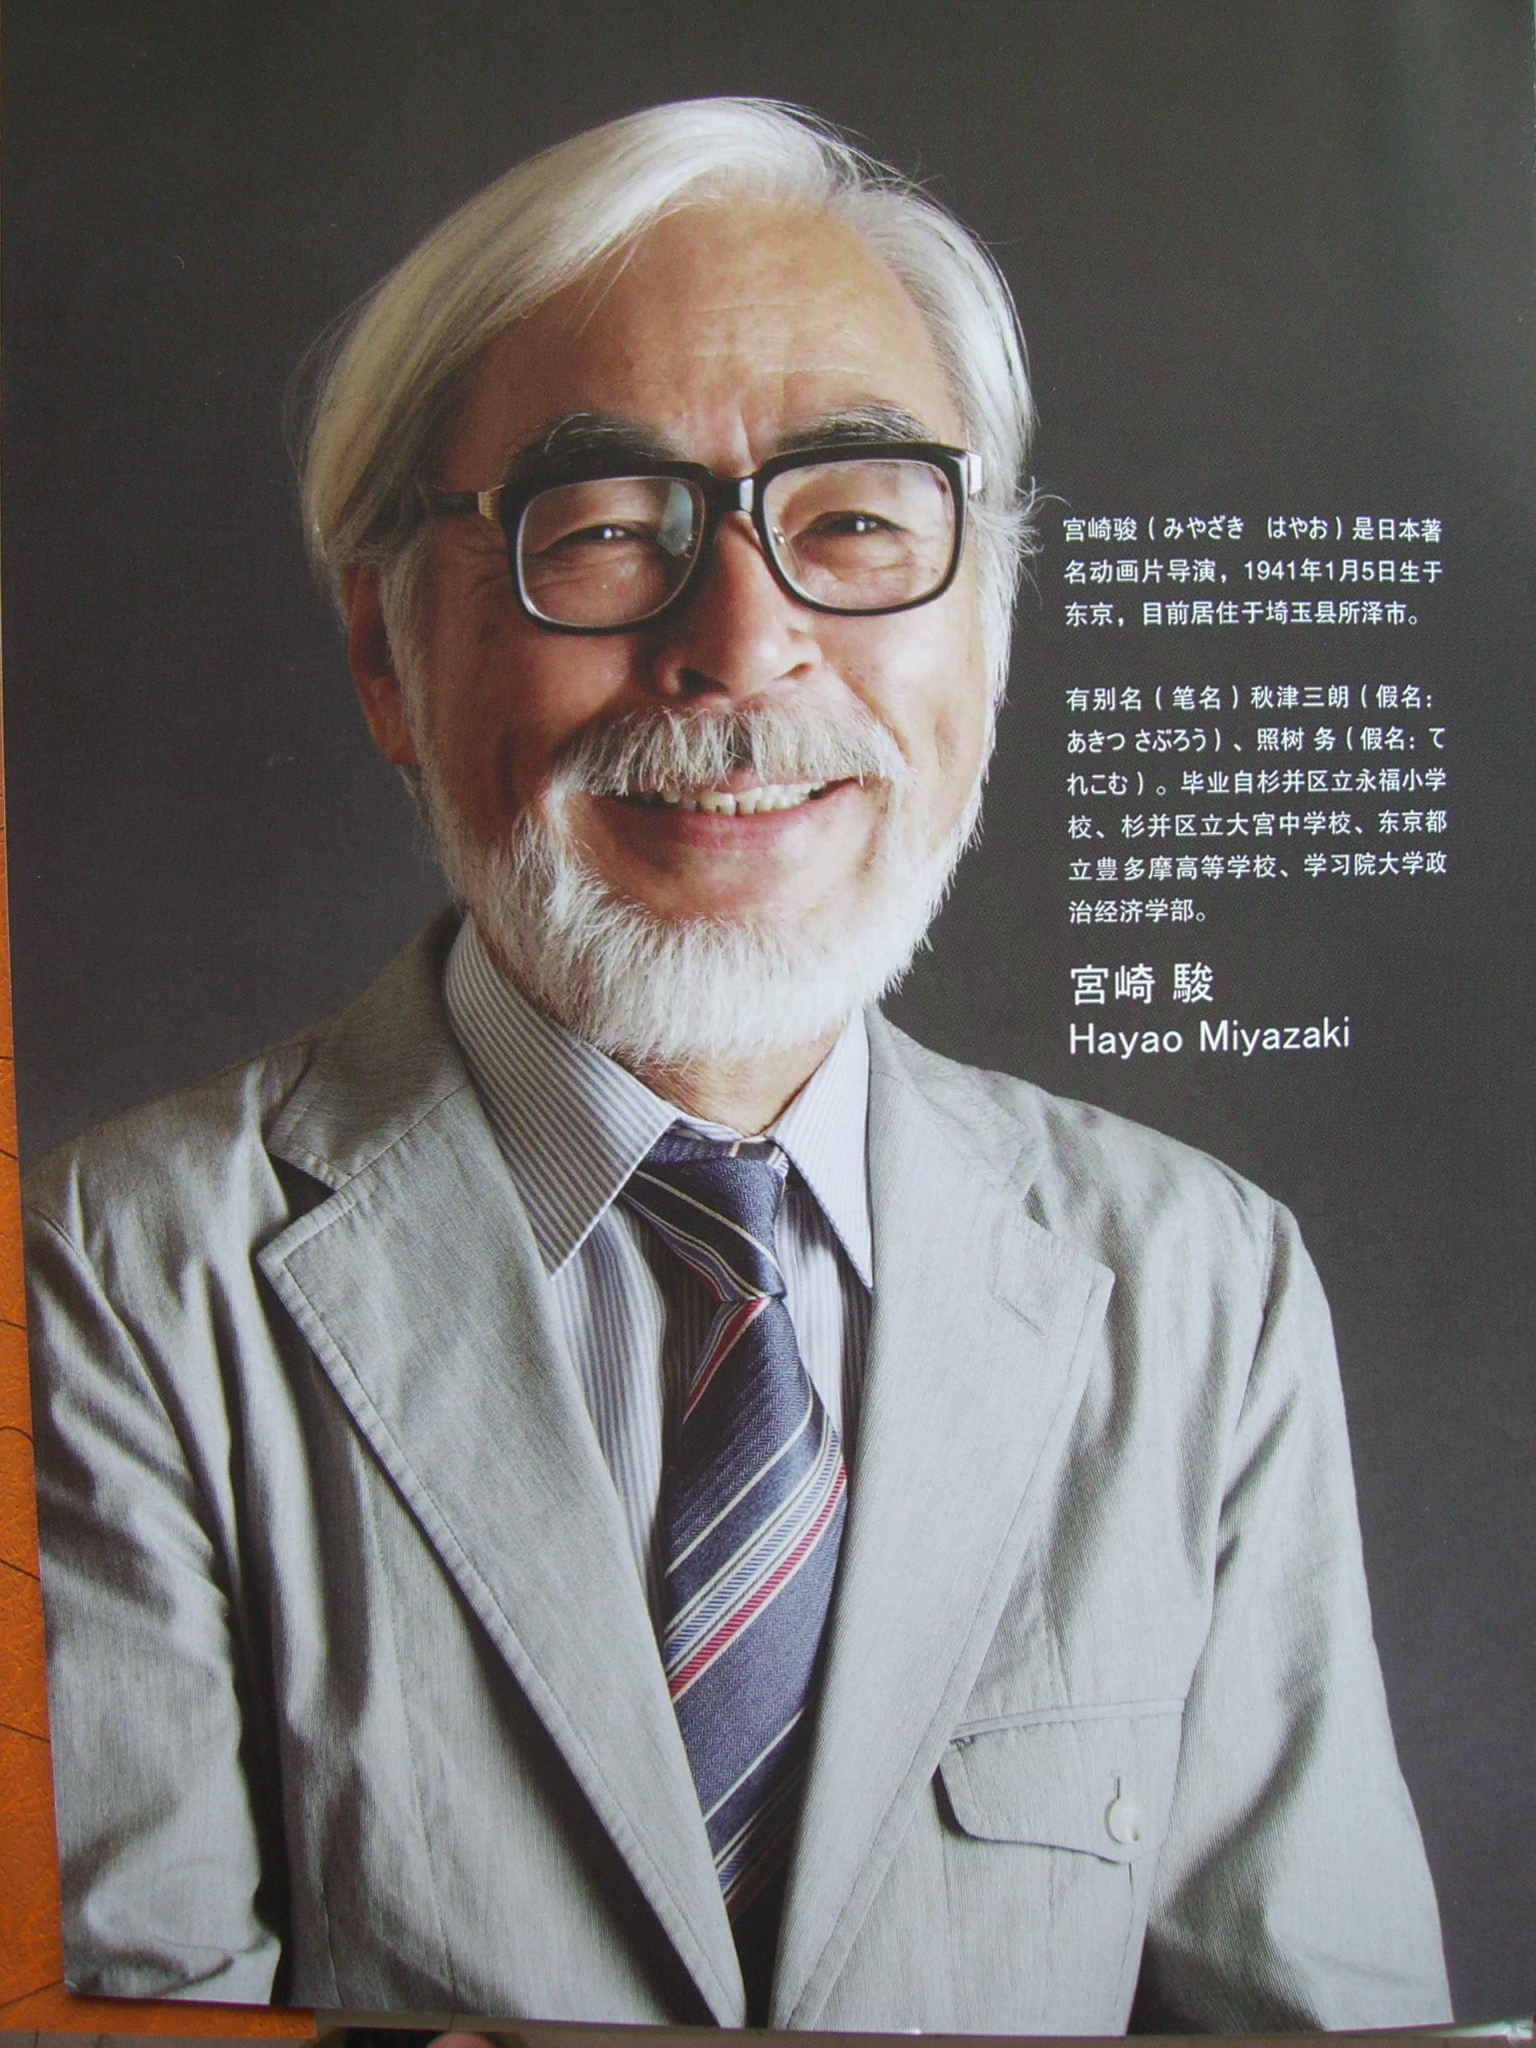 宫崎骏（みやざき　はやお）是日本著
名动画片导演，1941年1月5日生于
东京，目前居住于埼玉县所泽市。
有别名（笔名）秋津三朗（假名：
あきつ さぶろう）、照树 务（假名：て
れこむ）。毕业自杉并区立永福小学
校、杉并区立大宫中学校、东京都
立豊多摩高等学校、学习院大学政
治经济学部。
宮崎 駿
Hayao Miyazaki